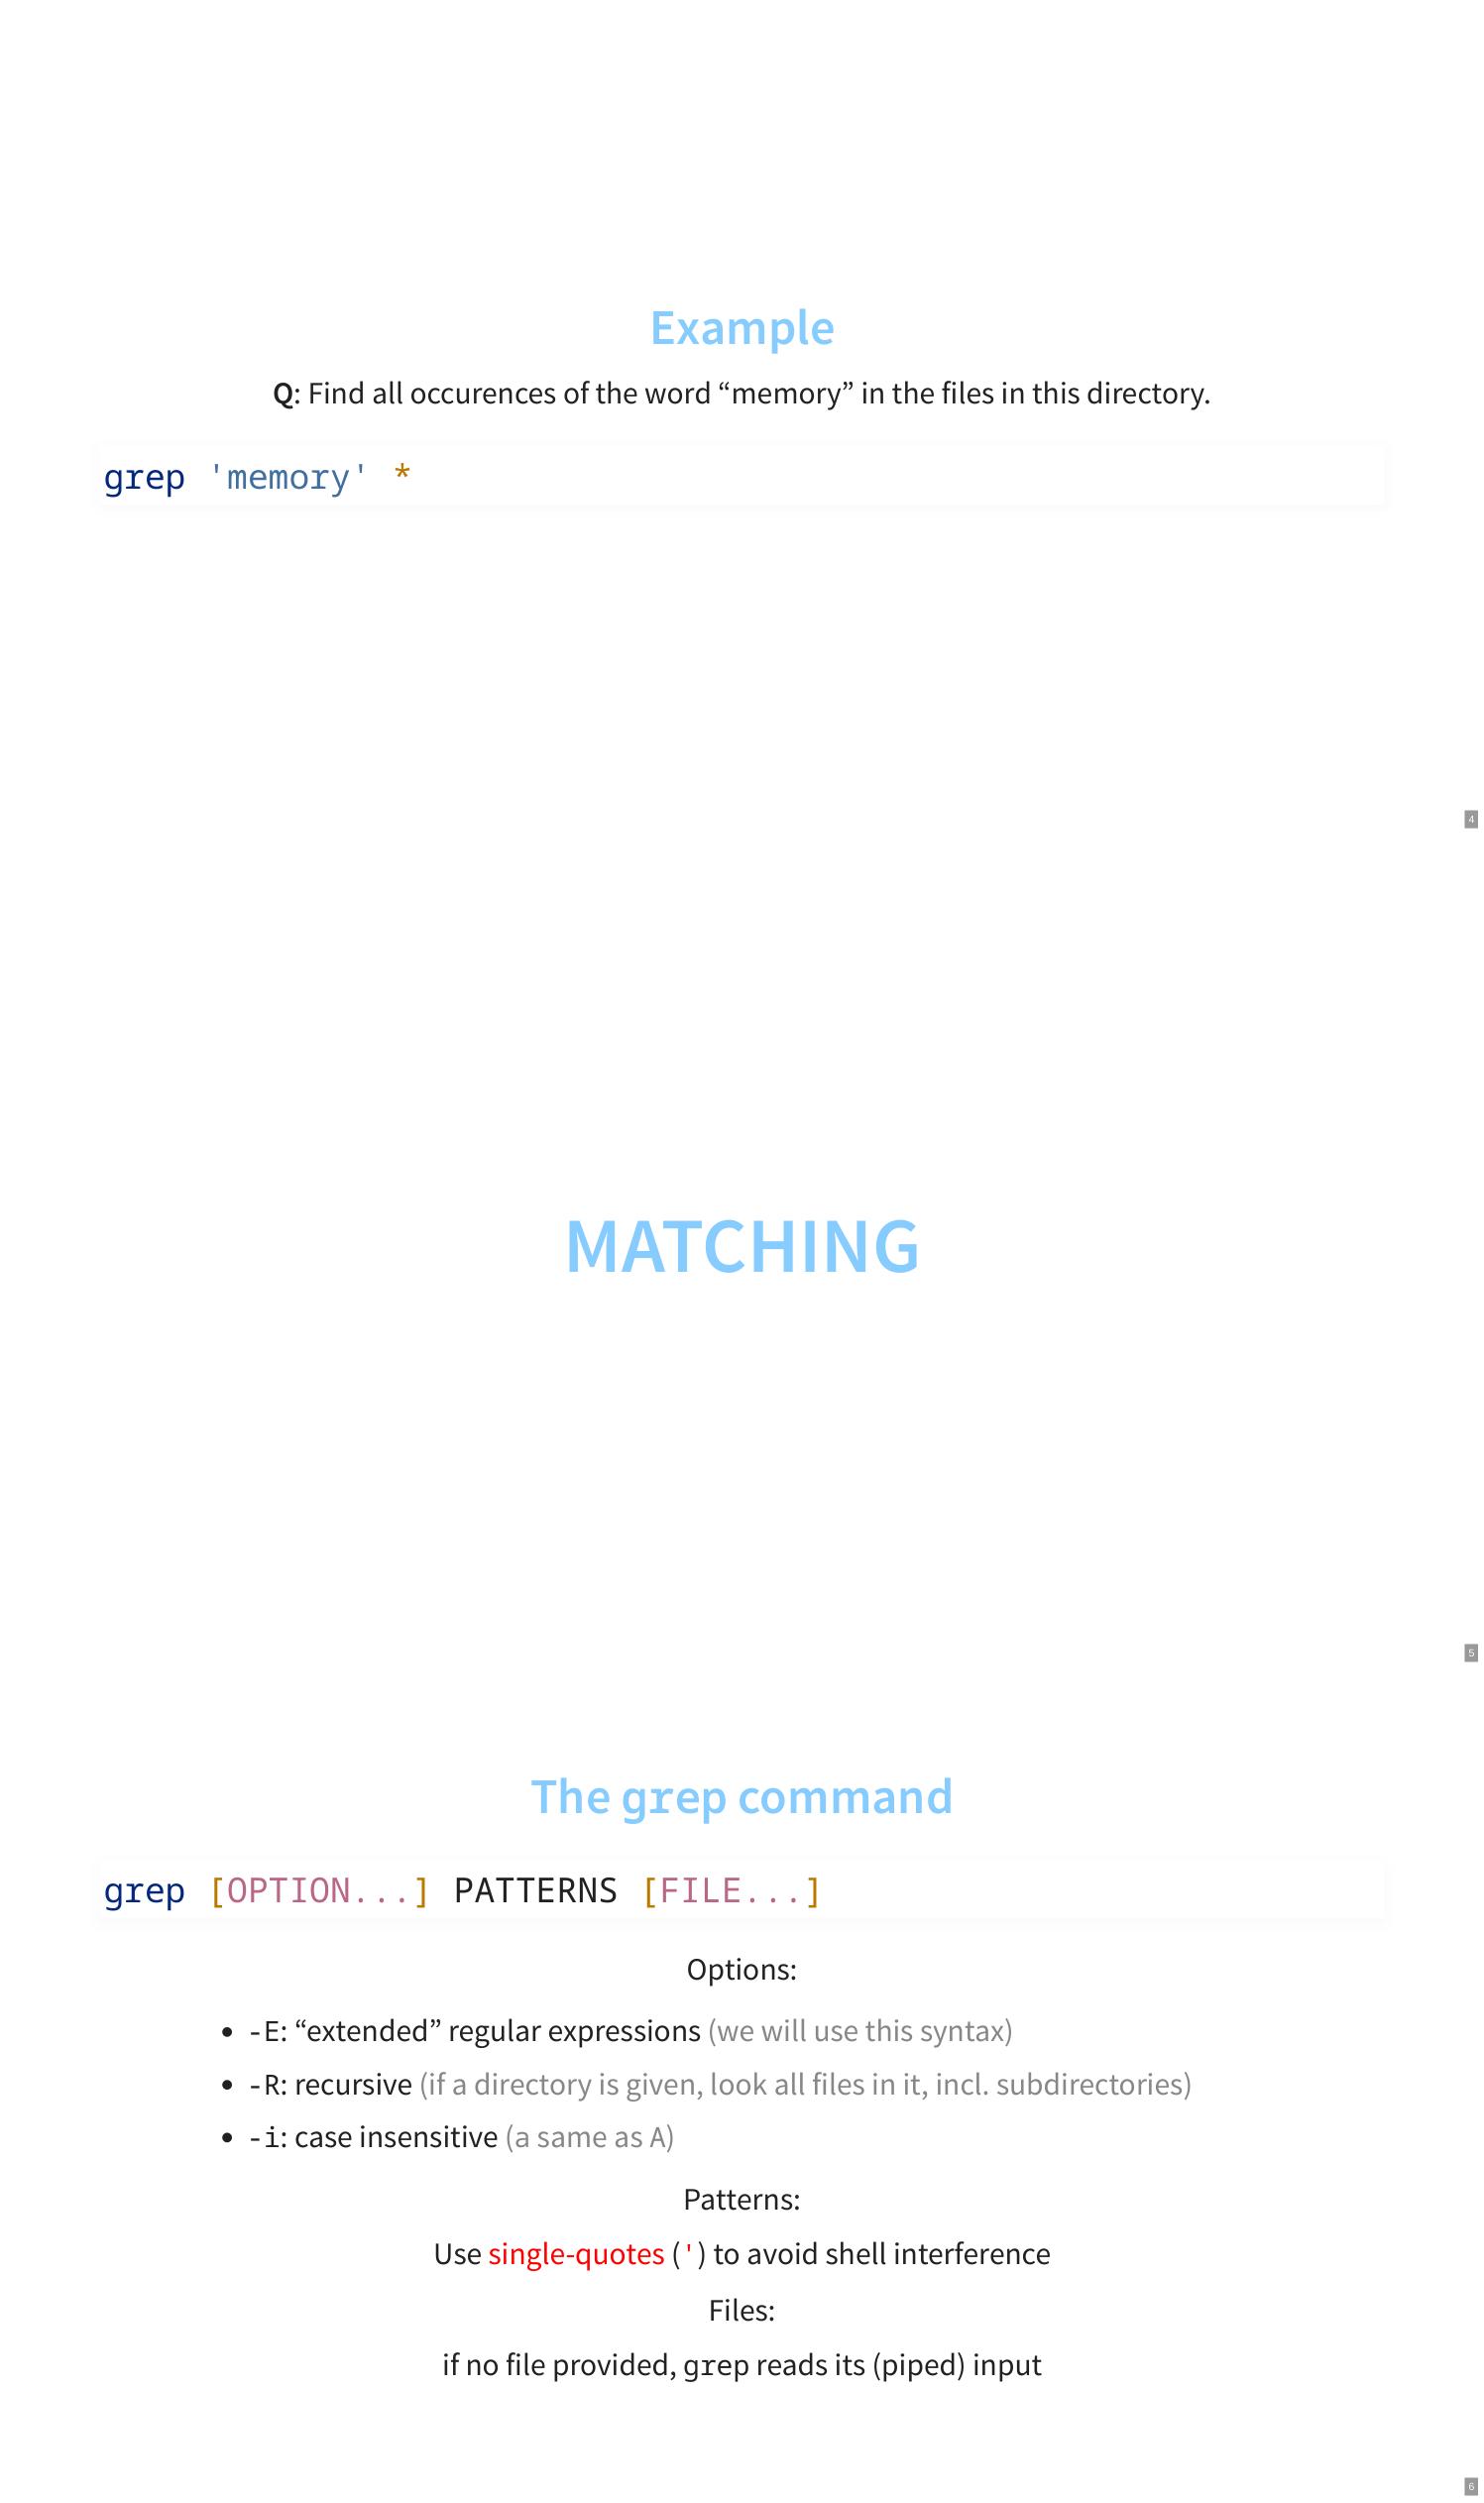 Example
Q: Find all occurences of the word “memory” in the files in this directory.
grep 'memory' *
4
MATCHING
5
The grep command
grep [OPTION...] PATTERNS [FILE...]
Options:
• -E: “extended” regular expressions (we will use this syntax)
• -R: recursive (if a directory is given, look all files in it, incl. subdirectories)
• -i: case insensitive (a same as A)
Patterns:
Use single-quotes (') to avoid shell interference
Files:
if no file provided, grep reads its (piped) input
6